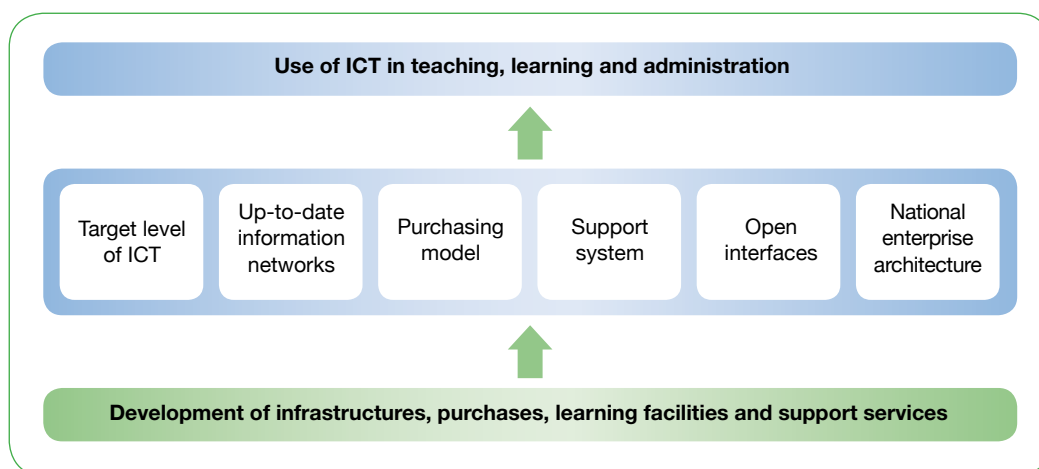 Use of ICT in teaching, learning and administration
Target level
of ICT
Up-to-date
information
networks
Purchasing
model
Support
system
Open
interfaces
National
enterprise
architecture
Development of infrastructures, purchases, learning facilities and support services